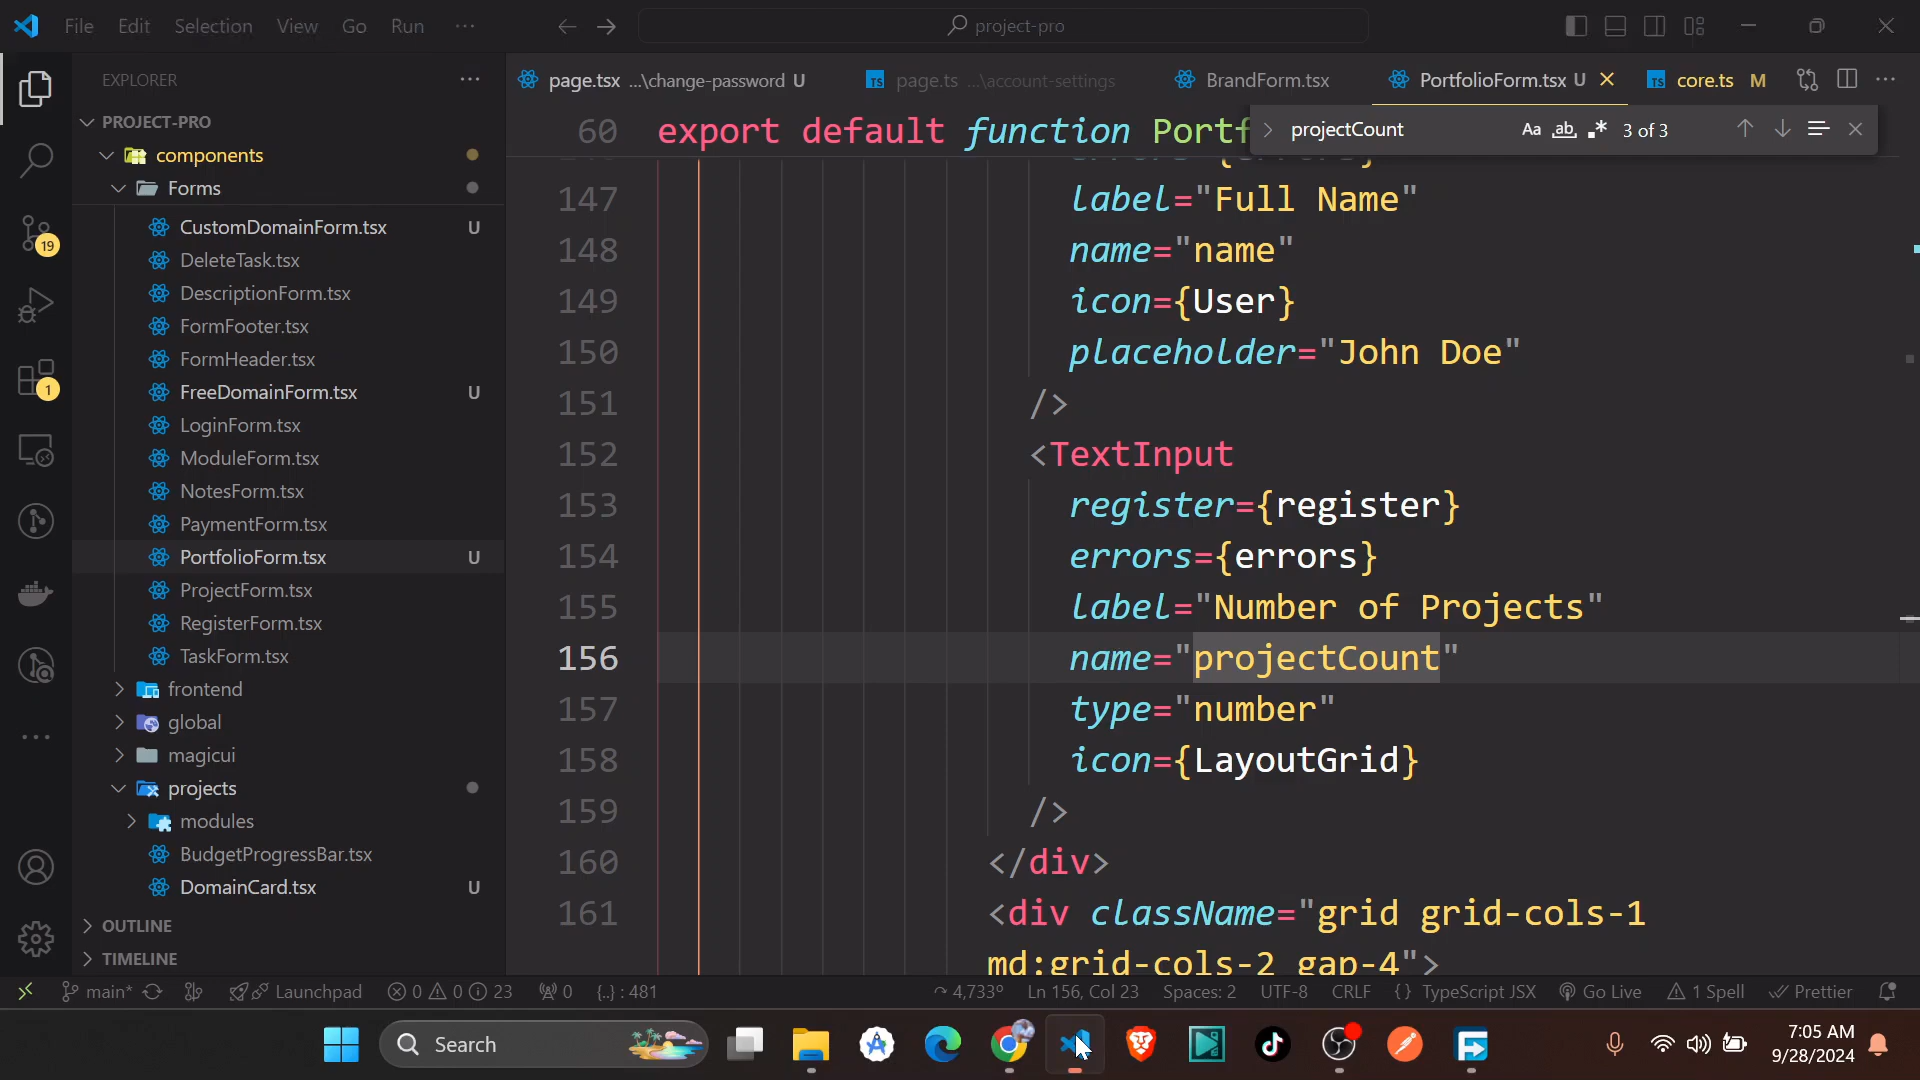 File Edit Selection View Go Run ···
project-pro
EXPLORER
page.tsx ...\change-password U
page.ts ...\account-settings
BrandForm.tsx
PortfolioForm.tsx U
core.ts M
PROJECT-PRO
components
Forms
CustomDomainForm.tsx U
DeleteTask.tsx
DescriptionForm.tsx
FormFooter.tsx
FormHeader.tsx
FreeDomainForm.tsx U
LoginForm.tsx
ModuleForm.tsx
NotesForm.tsx
PaymentForm.tsx
PortfolioForm.tsx U
ProjectForm.tsx
RegisterForm.tsx
TaskForm.tsx
frontend
global
magicui
projects
modules
BudgetProgressBar.tsx
DomainCard.tsx U
OUTLINE
TIMELINE
19
1
60 export default function Portf
projectCount Aa ab 3 of 3
errors={errors}
147 label="Full Name"
148 name="name"
149 icon={User}
150 placeholder="John Doe"
151 />
152 <TextInput
153 register={register}
154 errors={errors}
155 label="Number of Projects"
156 name="projectCount"
157 type="number"
158 icon={LayoutGrid}
159 />
160 </div>
161 <div className="grid grid-cols-1
md:grid-cols-2 gap-4">
main* Launchpad 0 0 23 0 {..} : 481 4,733º Ln 156, Col 23 Spaces: 2 UTF-8 CRLF {} TypeScript JSX Go Live 1 Spell Prettier
Search
7:05 AM
9/28/2024